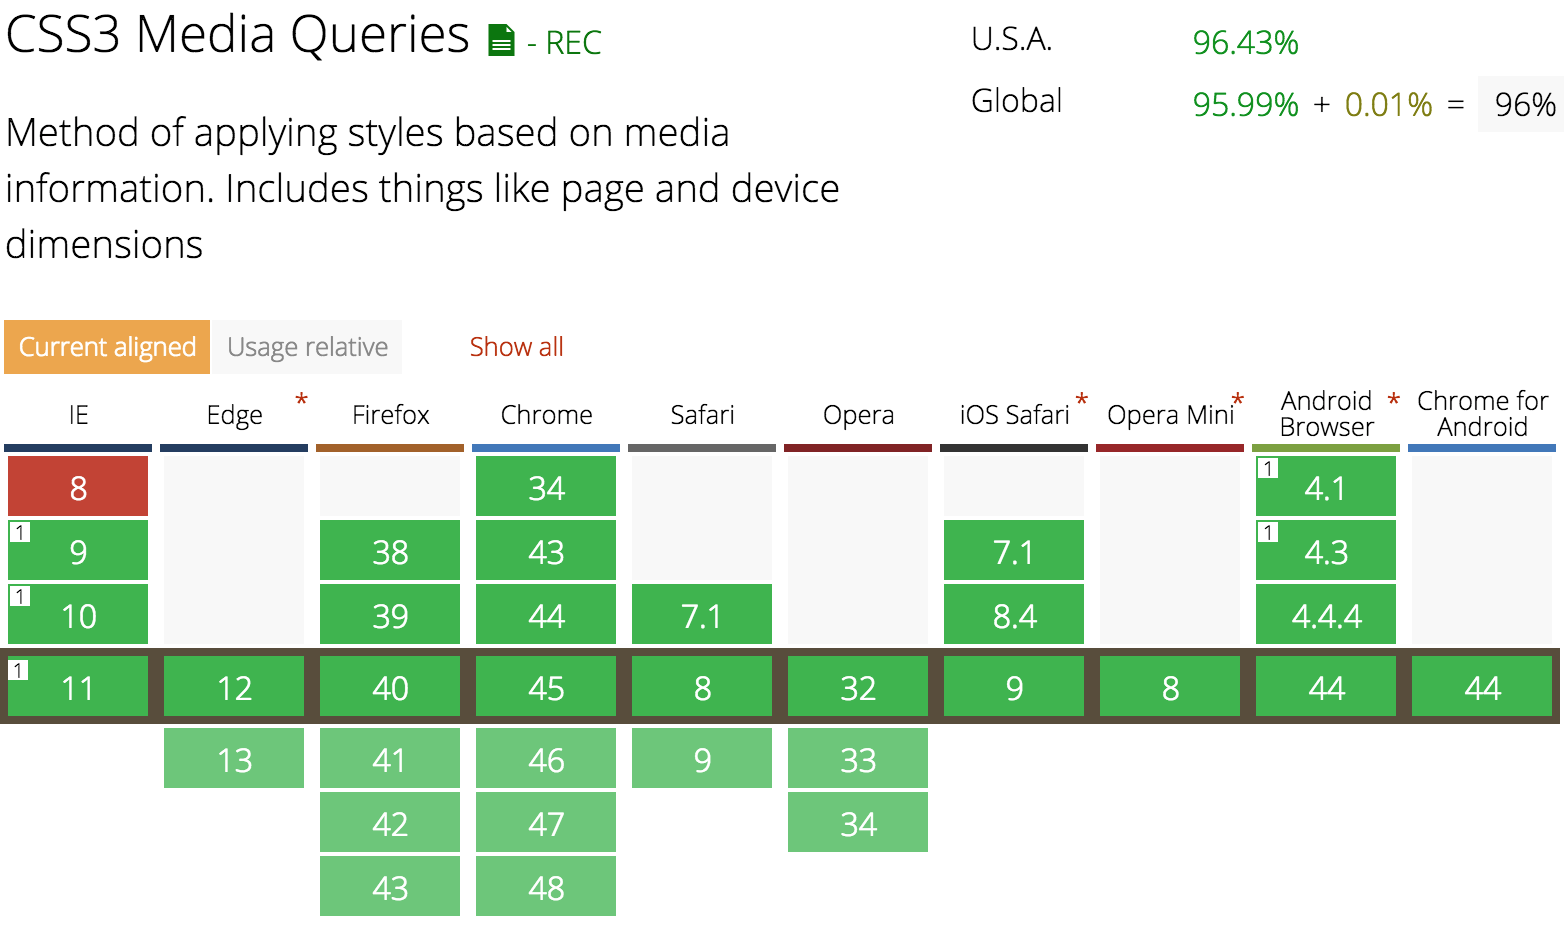 CSS3 Media Queries - REC
U.S.A. 96.43%
Global 95.99% + 0.01% = 96%
Method of applying styles based on media
information. Includes things like page and device
dimensions
Current aligned Usage relative Show all
IE Edge * Firefox Chrome Safari Opera iOS Safari * Opera Mini * Android Browser * Chrome for Android
8 34 1 4.1
1 9 38 43 7.1 1 4.3
1 10 39 44 7.1 8.4 4.4.4
1 11 12 40 45 8 32 9 8 44 44
13 41 46 9 33
42 47 34
43 48